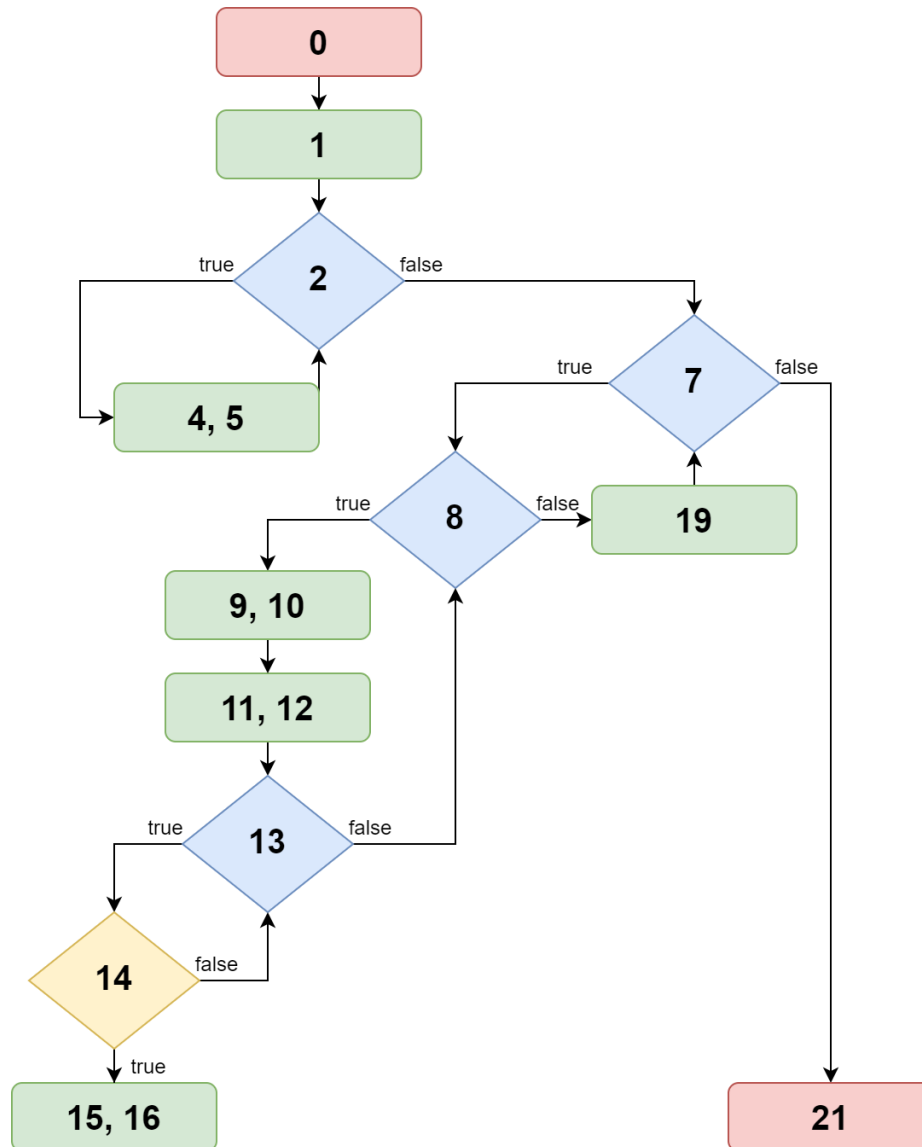 0
1
true
2
false
4, 5
true
7
false
true
8
false
19
9, 10
11, 12
true
13
false
14
false
true
15, 16
21